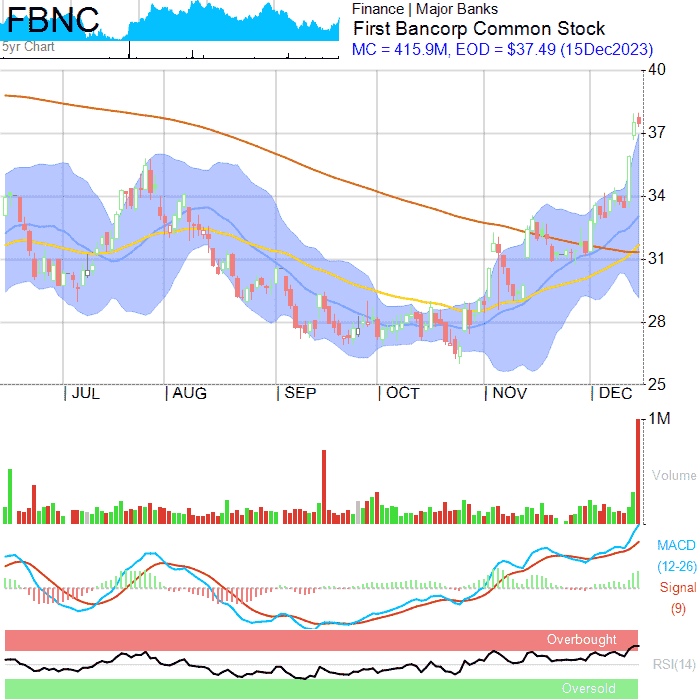 FBNC
5yr Chart
Finance | Major Banks
First Bancorp Common Stock
MC = 415.9M, EOD = $37.49 (15Dec2023)
40
37
34
31
28
25
| JUL | AUG | SEP | OCT | NOV | DEC
1M
Volume
MACD
(12-26)
Signal
(9)
Overbought
RSI(14)
Oversold